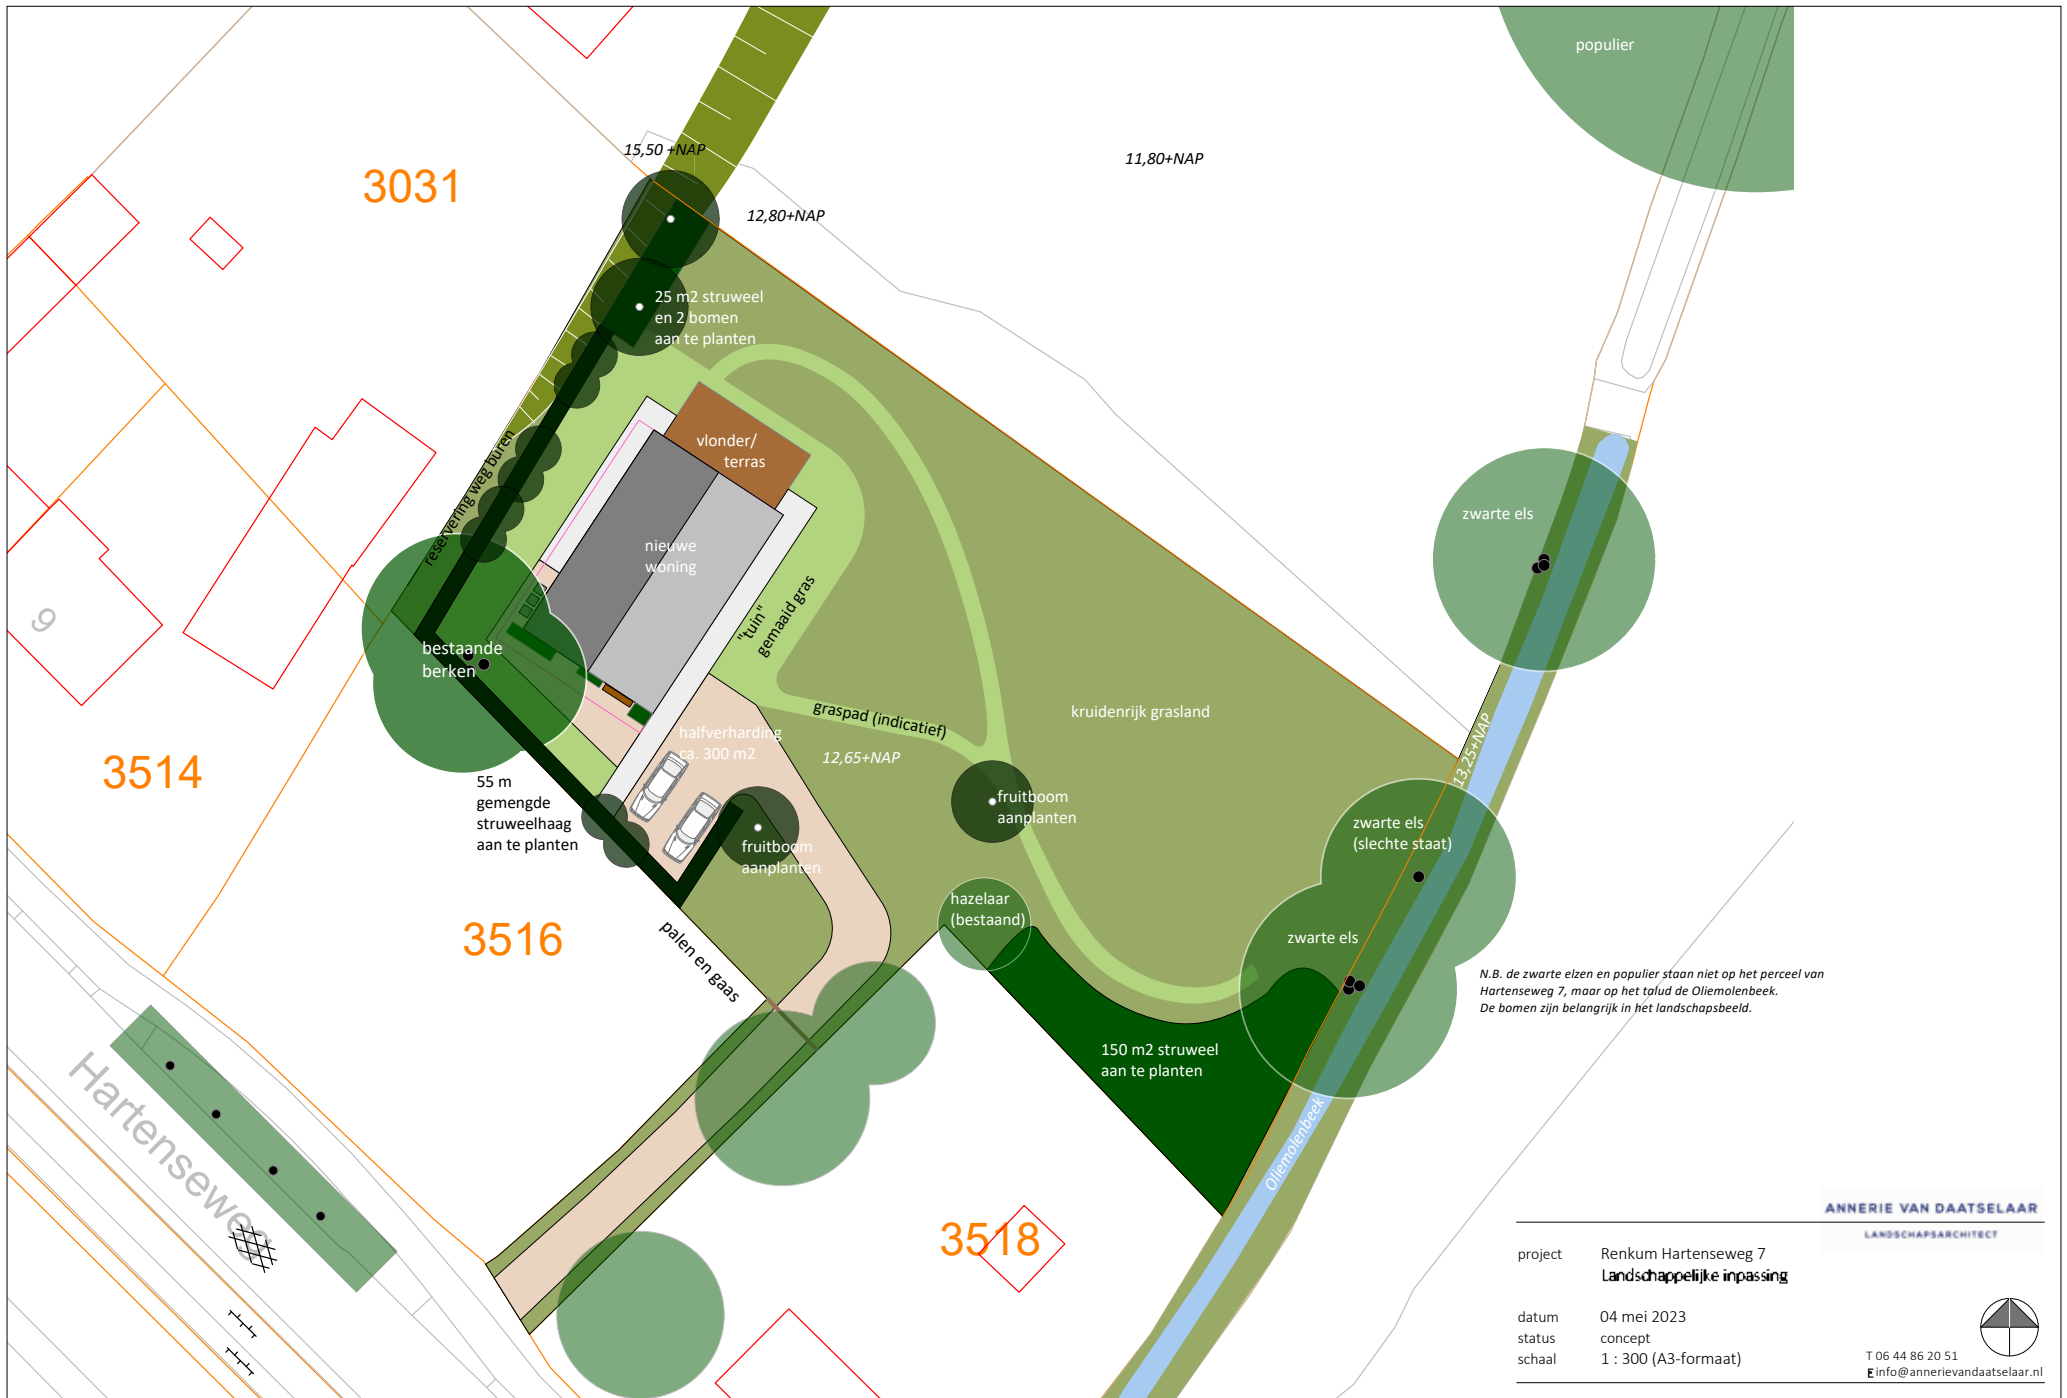 populier
15,50 +NAP
11,80+NAP
3031
12,80+NAP
25 m2 struweel
en 2 bomen
aan te planten
vlonder/
terras
reservering weg buren
zwarte els
nieuwe
woning
"tuin"
gemaaid gras
9
bestaande
berken
graspad (indicatief)
kruidenrijk grasland
halfverharding
ca. 300 m2
12,65+NAP
13,25+NAP
3514
55 m
gemengde
struweelhaag
aan te planten
fruitboom
aanplanten
fruitboom
aanplanten
zwarte els
(slechte staat)
hazelaar
(bestaand)
3516
palen en gaas
zwarte els
N.B. de zwarte elzen en populier staan niet op het perceel van
Hartenseweg 7, maar op het talud de Oliemolenbeek.
De bomen zijn belangrijk in het landschapsbeeld.
150 m2 struweel
aan te planten
Hartenseweg
Oliemolenbeek
3518
ANNERIE VAN DAATSELAAR
LANDSCHAPSARCHITECT
project Renkum Hartenseweg 7
Landschappelijke inpassing
datum 04 mei 2023
status concept
schaal 1 : 300 (A3-formaat)
T 06 44 86 20 51
E info@annerievandaatselaar.nl